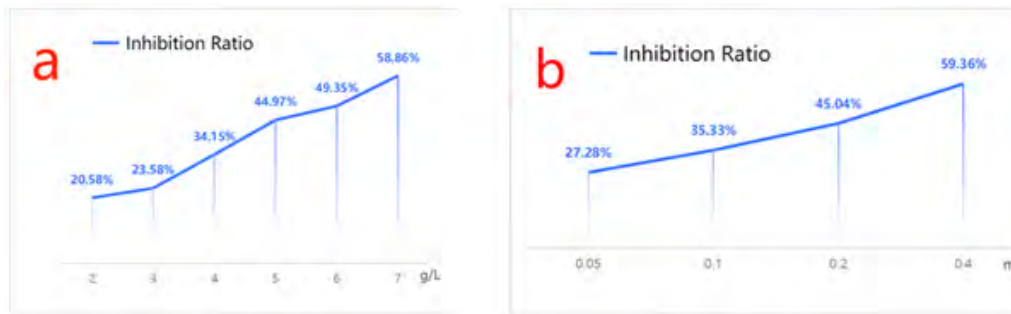 a
Inhibition Ratio
58.86%
49.35%
44.97%
34.15%
23.58%
20.58%
2 3 4 5 6 7 g/L
b
Inhibition Ratio
59.36%
45.04%
35.33%
27.28%
0.05 0.1 0.2 0.4